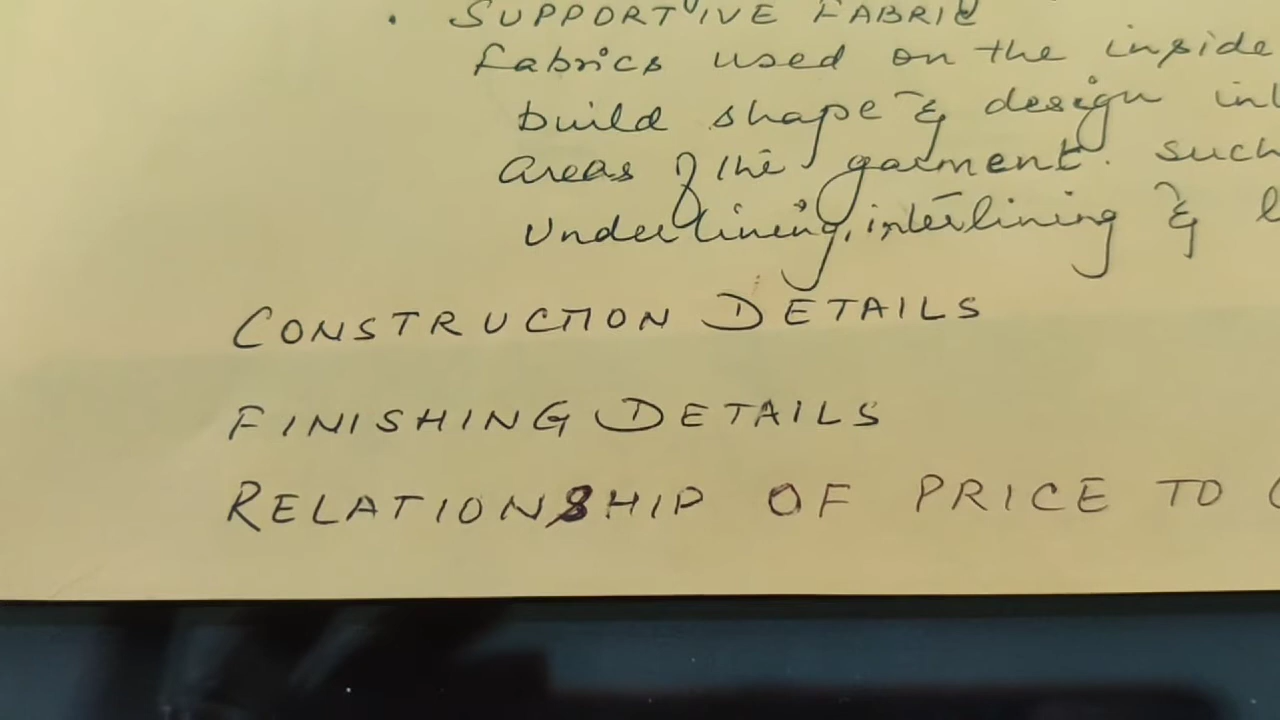 • SUPPORTIVE FABRIC
fabrics used on the inside
build shape & design
areas of the garment. such
Underlining, interlining &
CONSTRUCTION DETAILS
FINISHING DETAILS
RELATIONSHIP OF PRICE TO